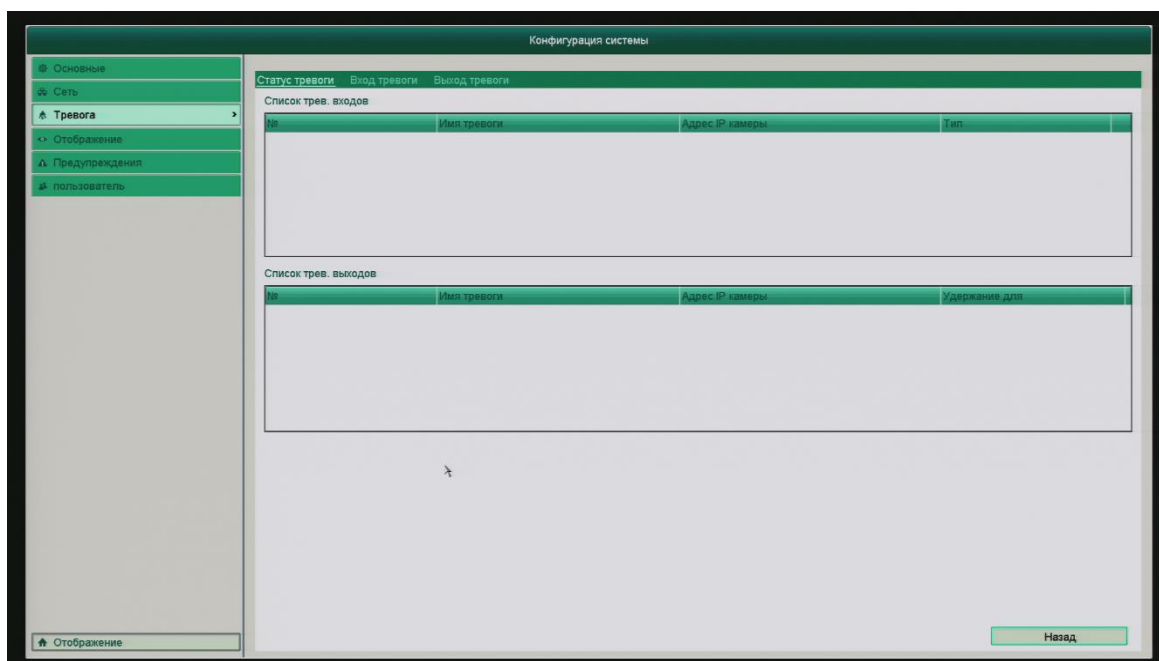 Конфигурация системы
Основные
Сеть
Тревога
Отображение
Предупреждения
пользователь
Статус тревоги Вход тревоги Выход тревоги
Список трев. входов
№ Имя тревоги Адрес IP камеры Тип
Список трев. выходов
№ Имя тревоги Адрес IP камеры Удержание для
Отображение
Назад